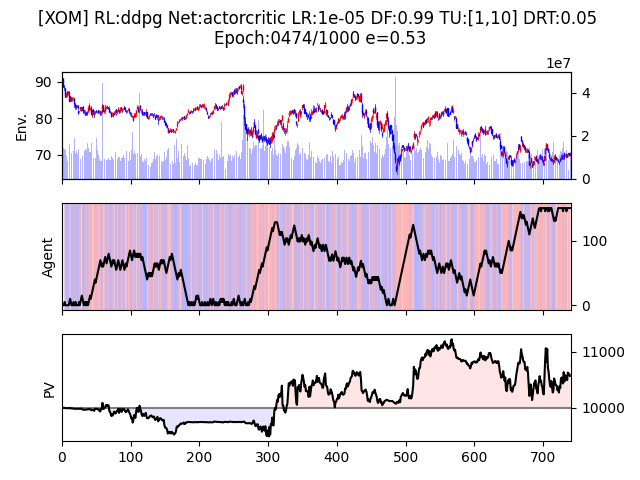 [XOM] RL:ddpg Net:actorcritic LR:1e-05 DF:0.99 TU:[1,10] DRT:0.05
Epoch:0474/1000 e=0.53
1e7
90
80
70
Env.
4
2
0
Agent
100
0
PV
11000
10000
0 100 200 300 400 500 600 700